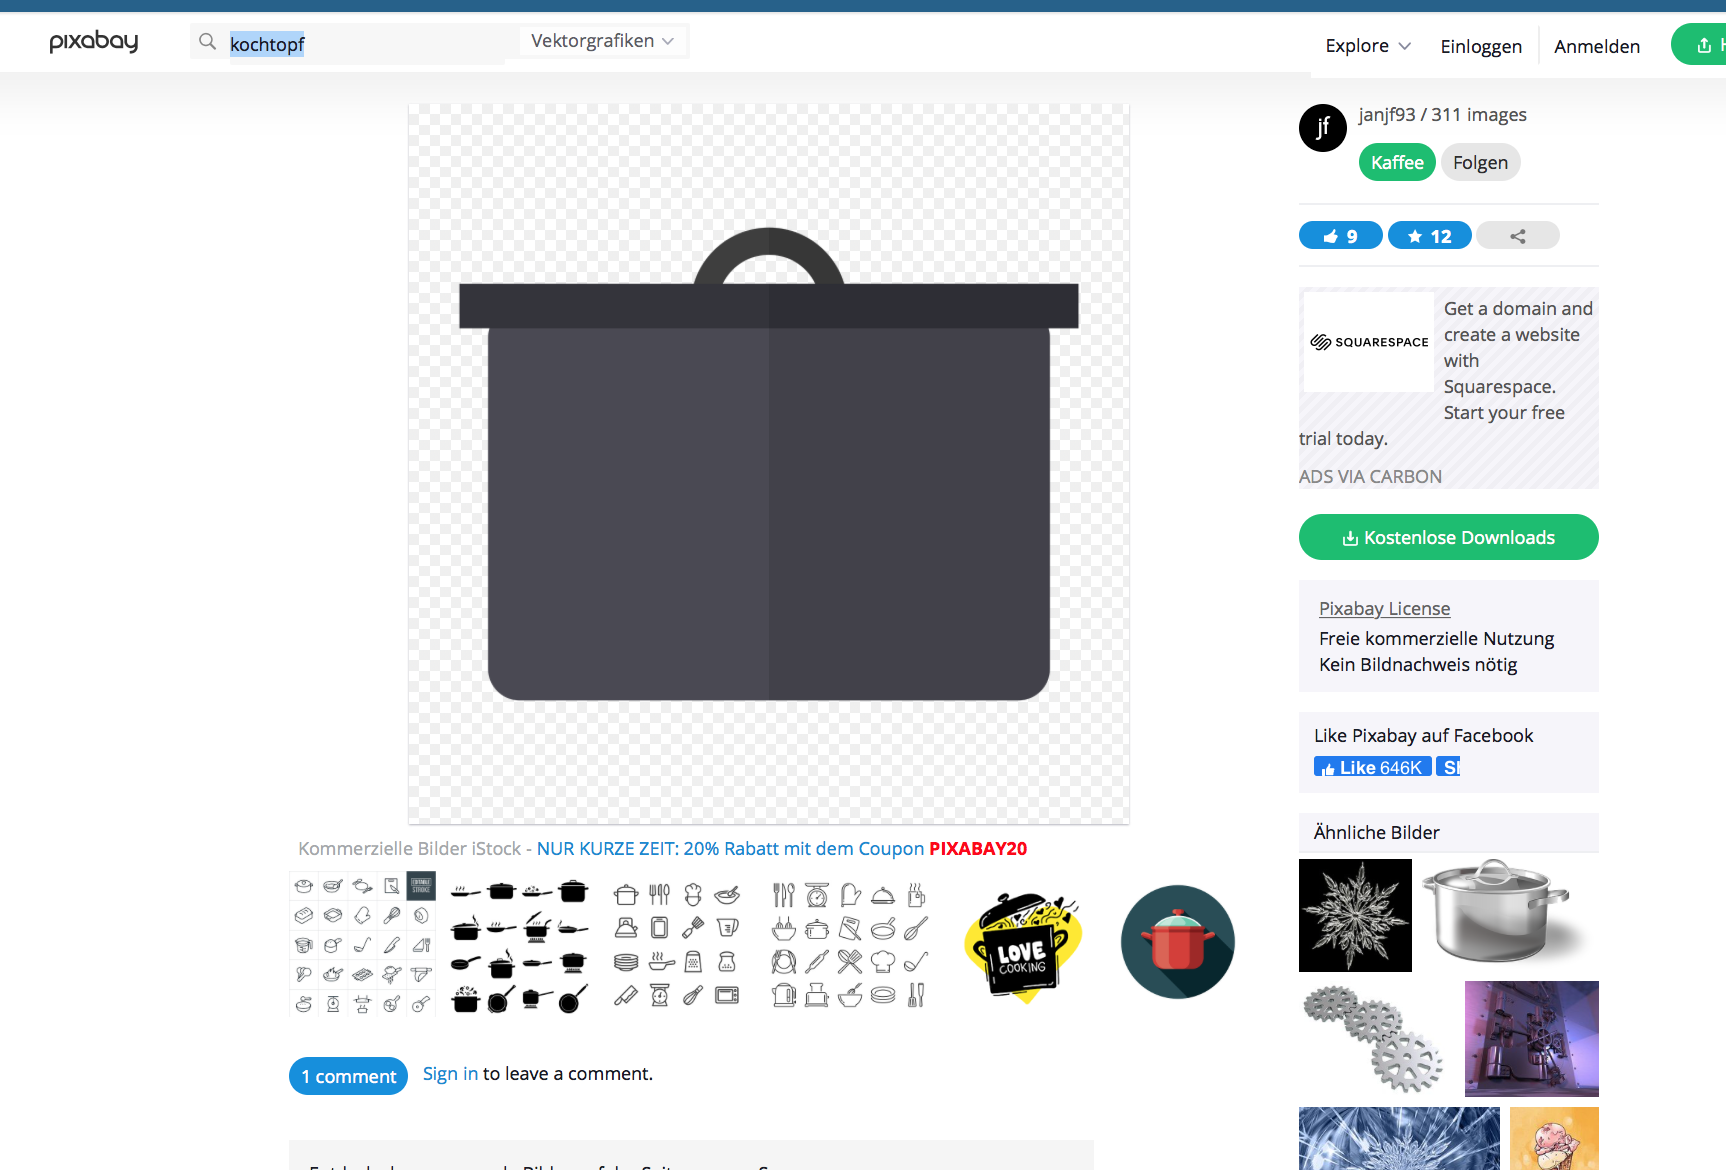 pixabay
kochtopf
Vektorgrafiken
Explore
Einloggen
Anmelden
H
jf
janjf93 / 311 images
Kaffee
Folgen
9
12
SQUARESPACE
Get a domain and
create a website
with
Squarespace.
Start your free
trial today.
ADS VIA CARBON
Kostenlose Downloads
Pixabay License
Freie kommerzielle Nutzung
Kein Bildnachweis nötig
Like Pixabay auf Facebook
Like 646K
Ähnliche Bilder
Kommerzielle Bilder iStock - NUR KURZE ZEIT: 20% Rabatt mit dem Coupon PIXABAY20
EDITABLE
STROKE
LOVE
COOKING
1 comment
Sign in to leave a comment.